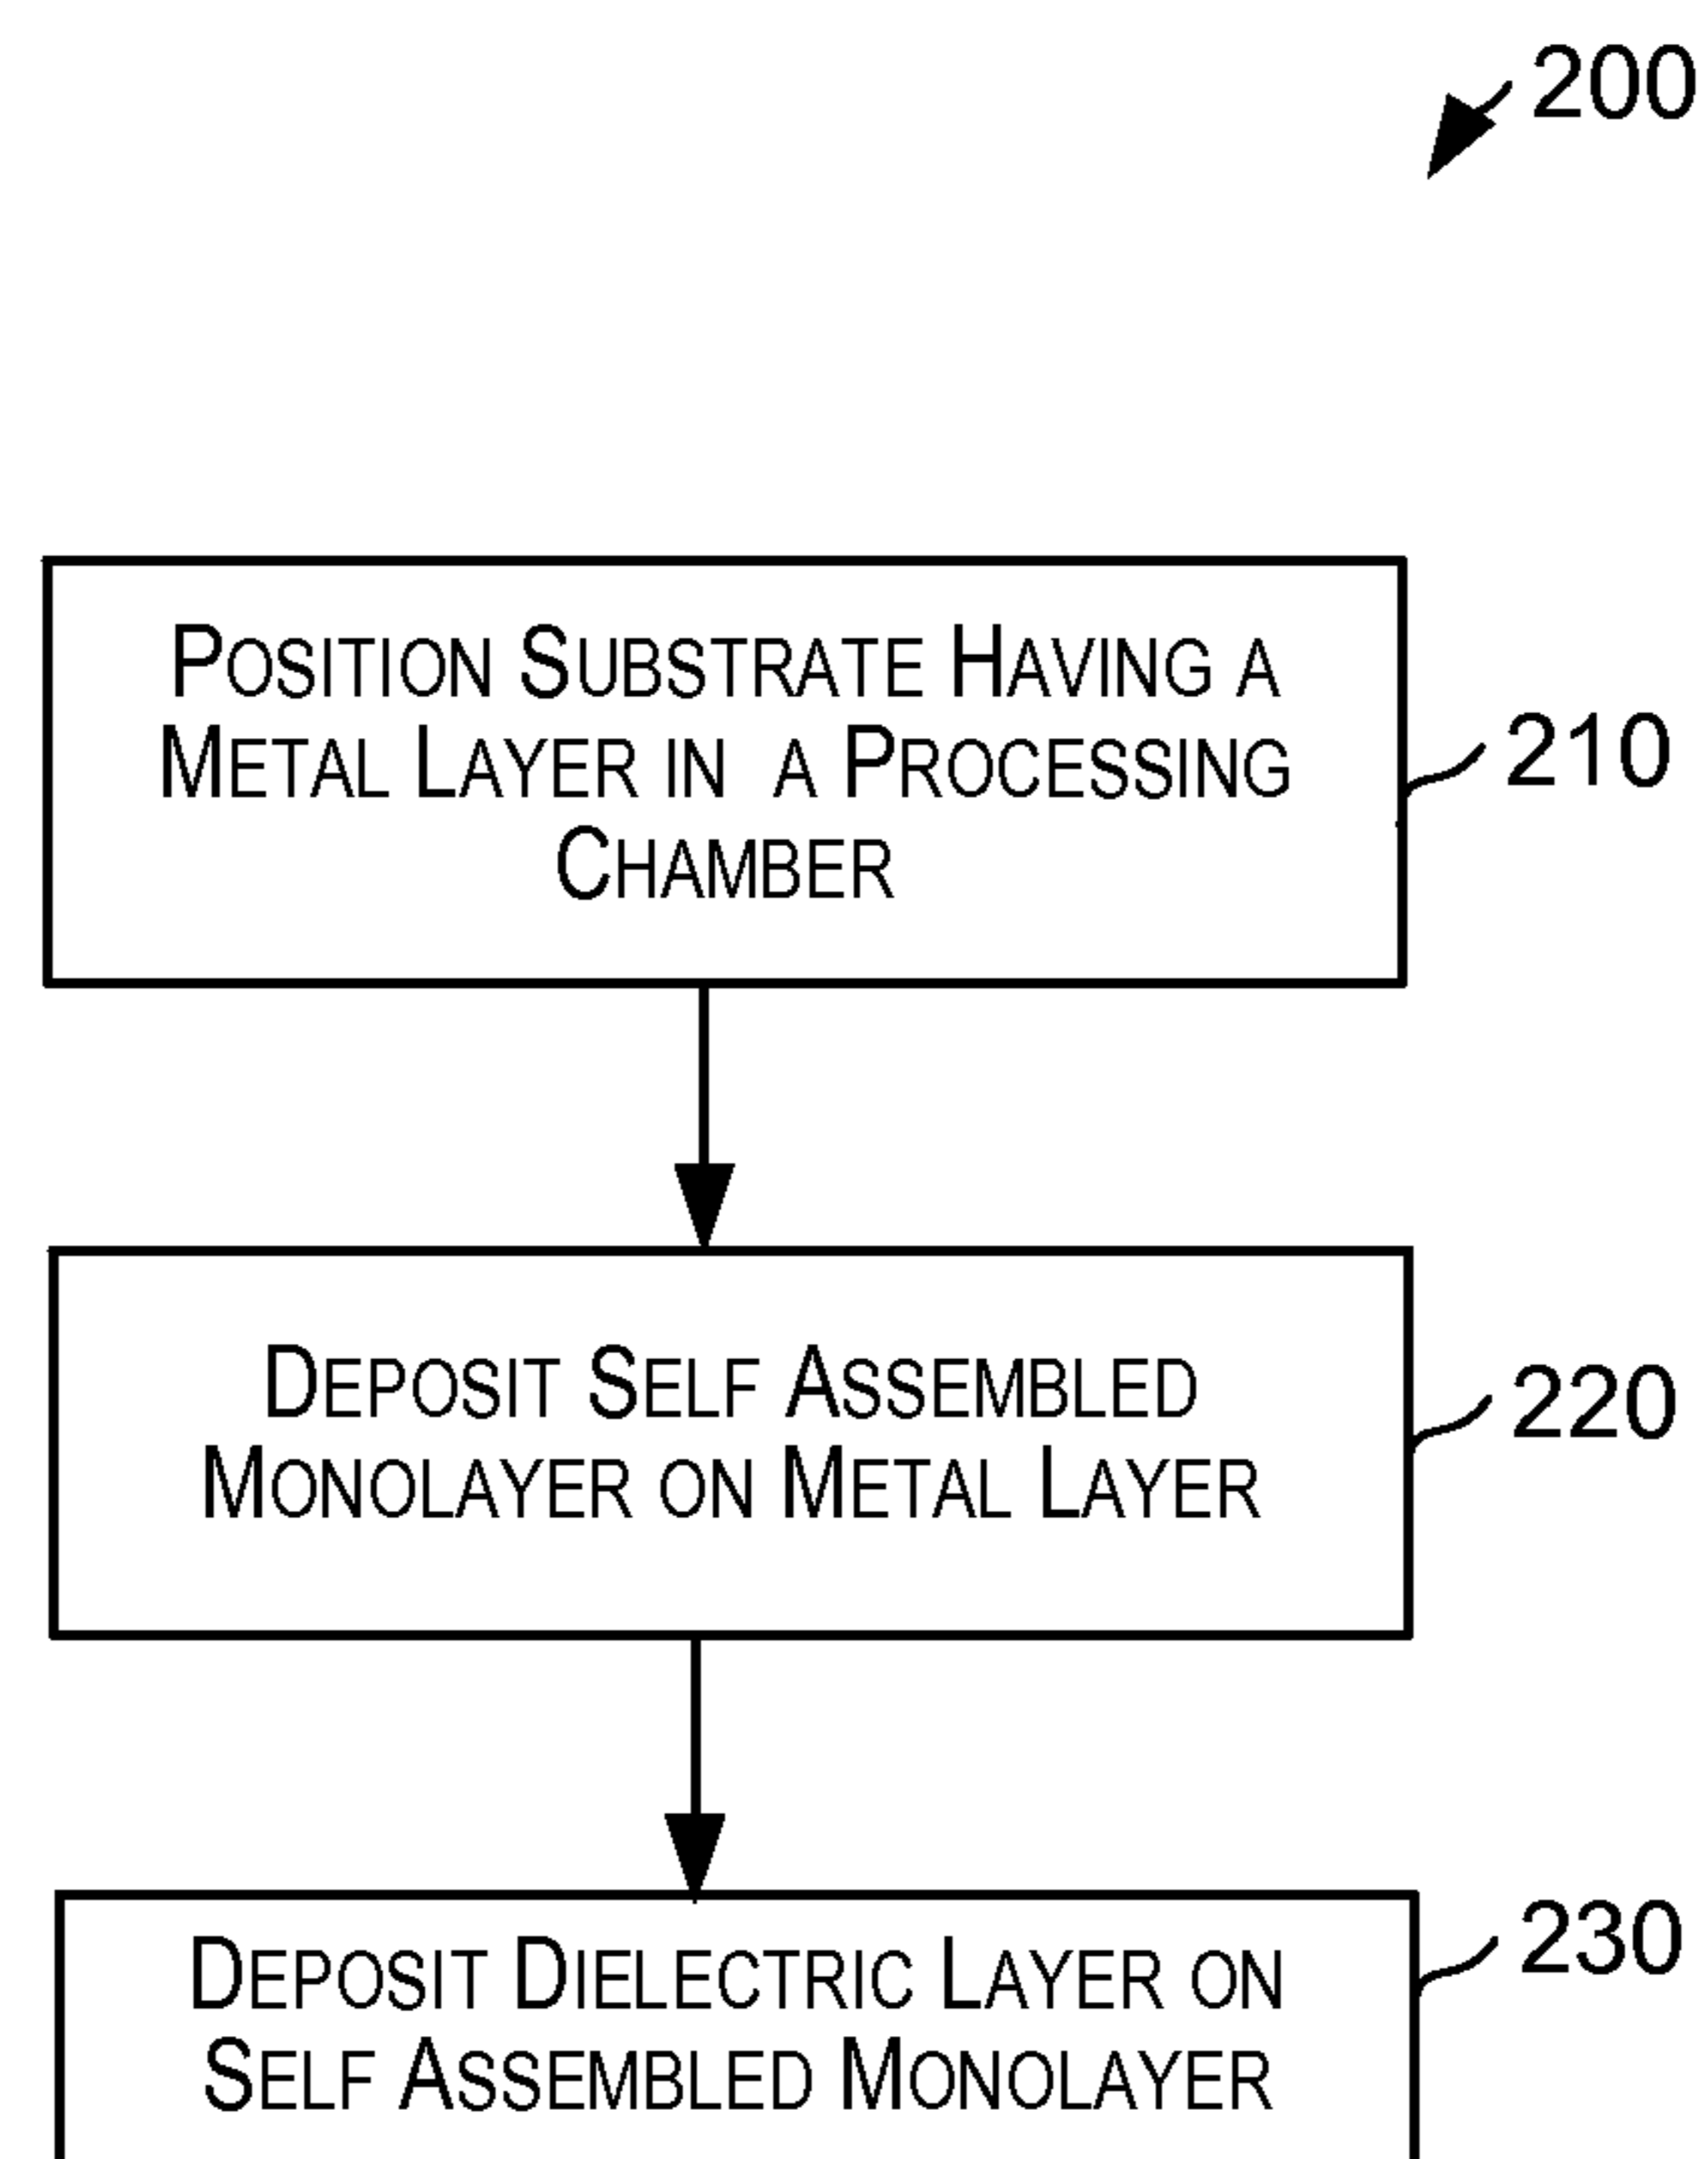 200
Position Substrate Having a
Metal Layer in a Processing
Chamber
210
Deposit Self Assembled
Monolayer on Metal Layer
220
Deposit Dielectric Layer on
Self Assembled Monolayer
230